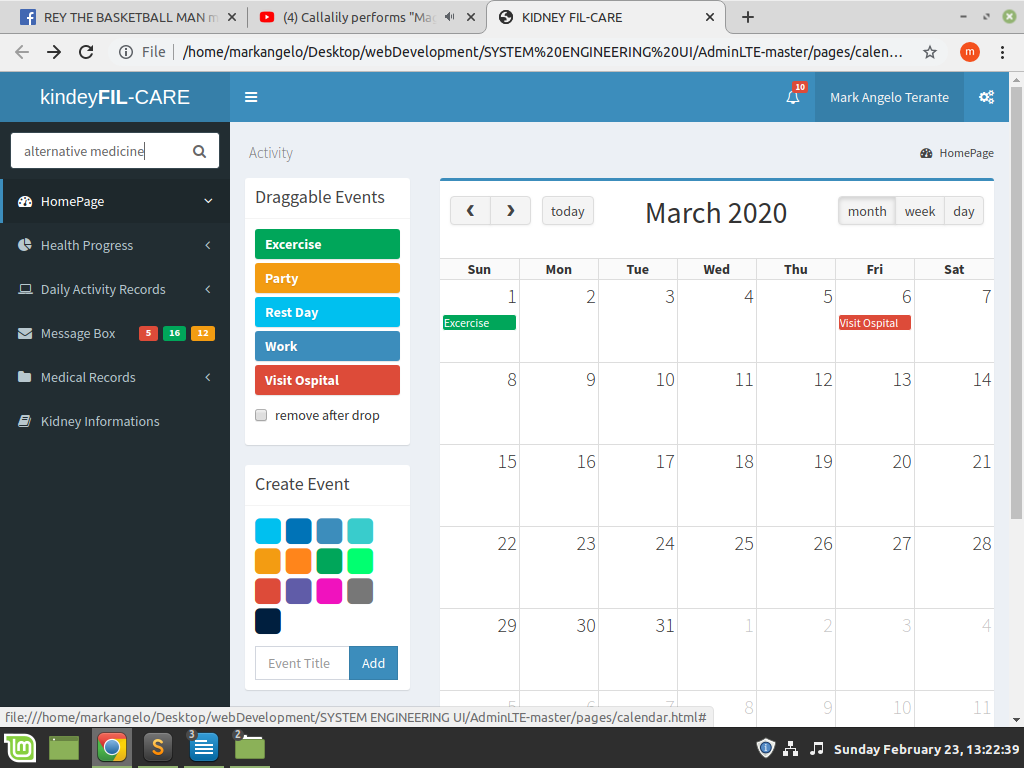 REY THE BASKETBALL MAN m
(4) Callalily performs "Mag
KIDNEY FIL-CARE
File
/home/markangelo/Desktop/webDevelopment/SYSTEM%20ENGINEERING%20UI/AdminLTE-master/pages/calen...
m
kindeyFIL-CARE
10
Mark Angelo Terante
alternative medicine
Activity
HomePage
HomePage
Health Progress
Daily Activity Records
Message Box 5 16 12
Medical Records
Kidney Informations
Draggable Events
Excercise
Party
Rest Day
Work
Visit Ospital
remove after drop
Create Event
Event Title
Add
today
March 2020
month week day
Sun Mon Tue Wed Thu Fri Sat
1 2 3 4 5 6 7
Excercise Visit Ospital
8 9 10 11 12 13 14
15 16 17 18 19 20 21
22 23 24 25 26 27 28
29 30 31 1 2 3 4
5 6 7 8 9 10 11
file:///home/markangelo/Desktop/webDevelopment/SYSTEM ENGINEERING UI/AdminLTE-master/pages/calendar.html#
S
3
2
Sunday February 23, 13:22:39